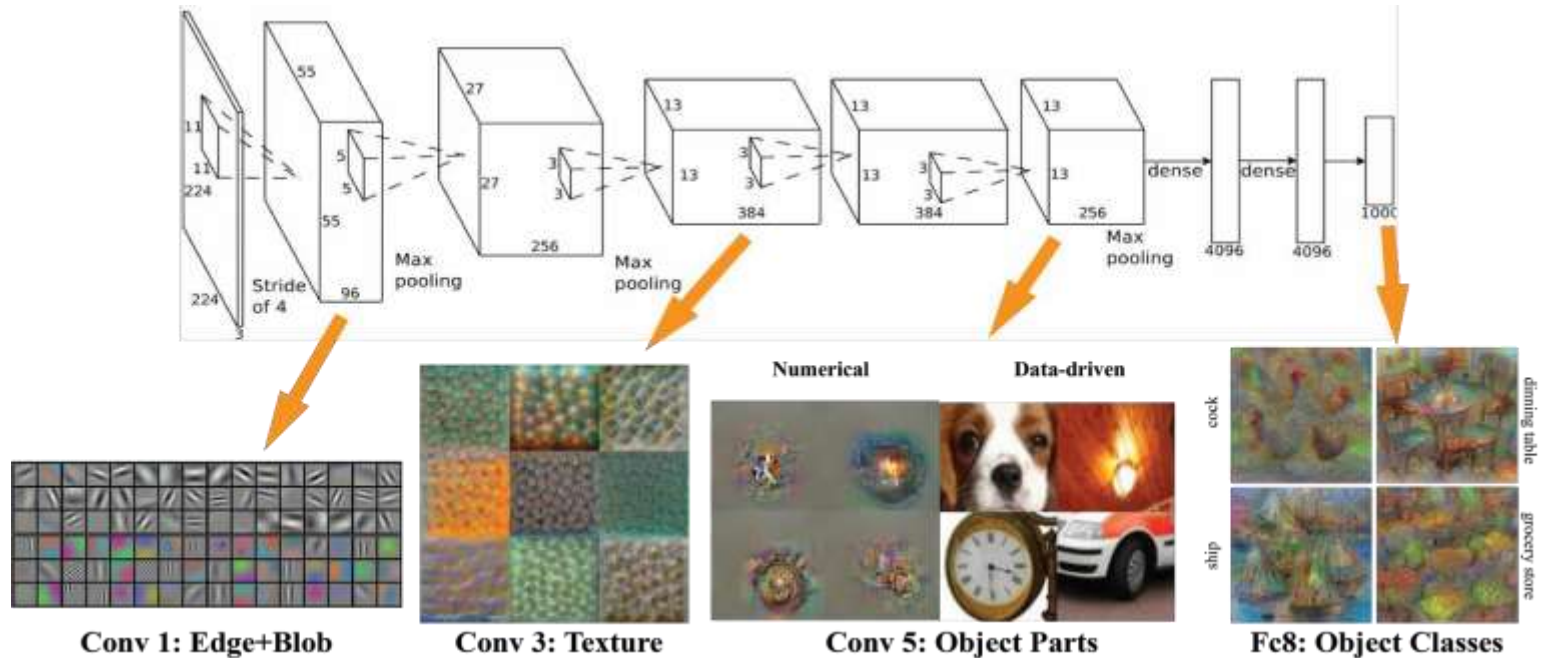 55
27
13
13
13
11
5
3
3
3
11
5
27
3
13
3
13
3
13
dense
dense
224
55
384
384
256
1000
256
Max
pooling
4096
4096
Max
pooling
Max
pooling
Stride
of 4
224
96
3
Numerical
Data-driven
cock
dinning table
ship
grocery store
Conv 1: Edge+Blob
Conv 3: Texture
Conv 5: Object Parts
Fc8: Object Classes